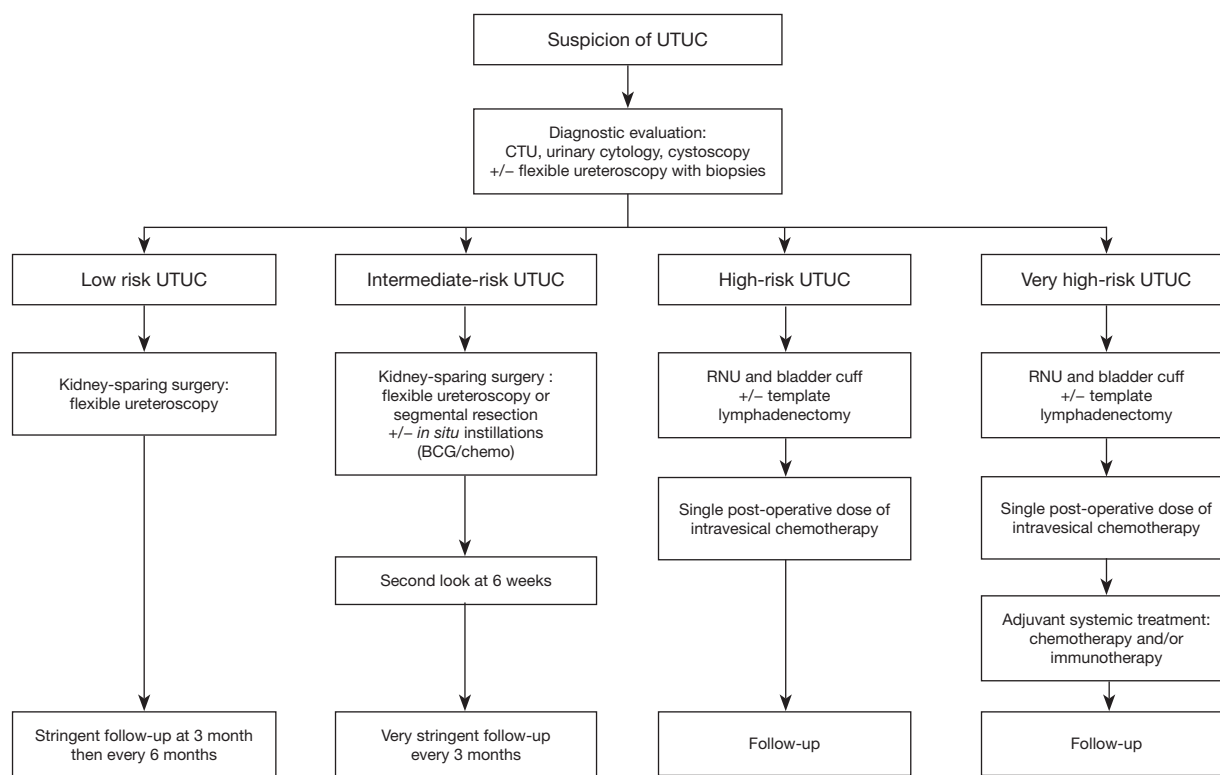 Suspicion of UTUC
Diagnostic evaluation:
CTU, urinary cytology, cystoscopy
+/− flexible ureteroscopy with biopsies
Low risk UTUC
Kidney-sparing surgery:
flexible ureteroscopy
Stringent follow-up at 3 month
then every 6 months
Intermediate-risk UTUC
Kidney-sparing surgery :
flexible ureteroscopy or
segmental resection
+/− in situ instillations
(BCG/chemo)
Second look at 6 weeks
Very stringent follow-up
every 3 months
High-risk UTUC
RNU and bladder cuff
+/− template
lymphadenectomy
Single post-operative dose of
intravesical chemotherapy
Follow-up
Very high-risk UTUC
RNU and bladder cuff
+/− template
lymphadenectomy
Single post-operative dose of
intravesical chemotherapy
Adjuvant systemic treatment:
chemotherapy and/or
immunotherapy
Follow-up